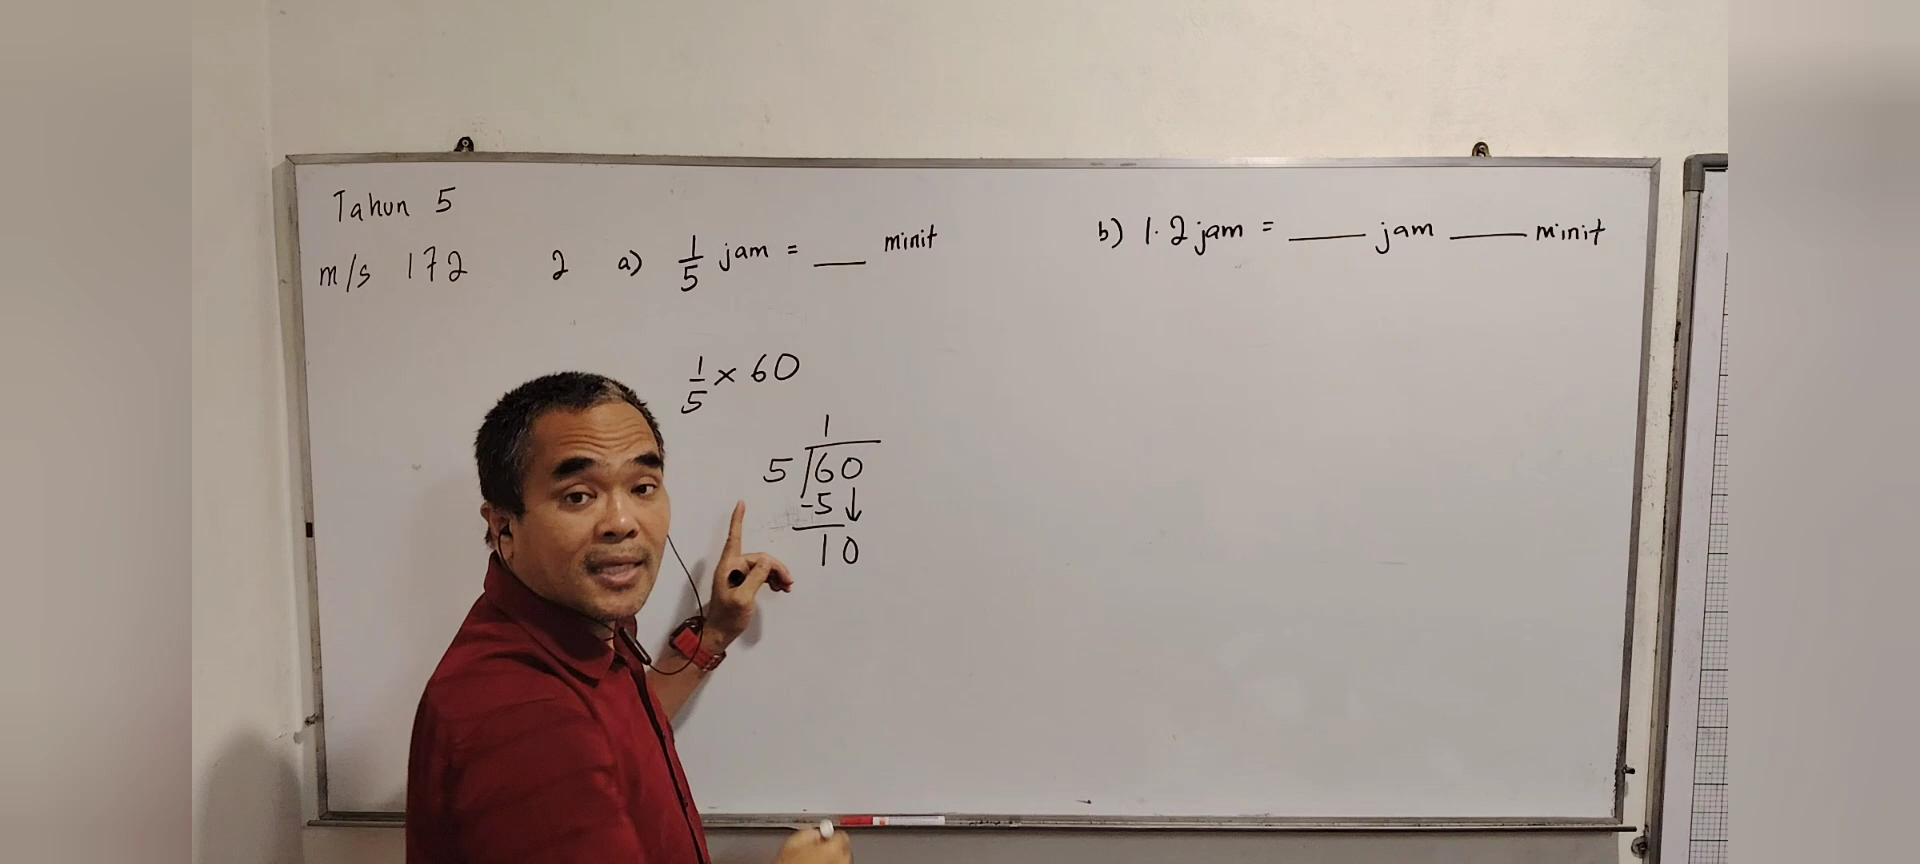 Tahun 5
m/s 172 2 a) 1/5 jam = ___ minit
b) 1.2 jam = ___ jam ___ minit
1/5 × 60
1
5 60
-5 ↓
10